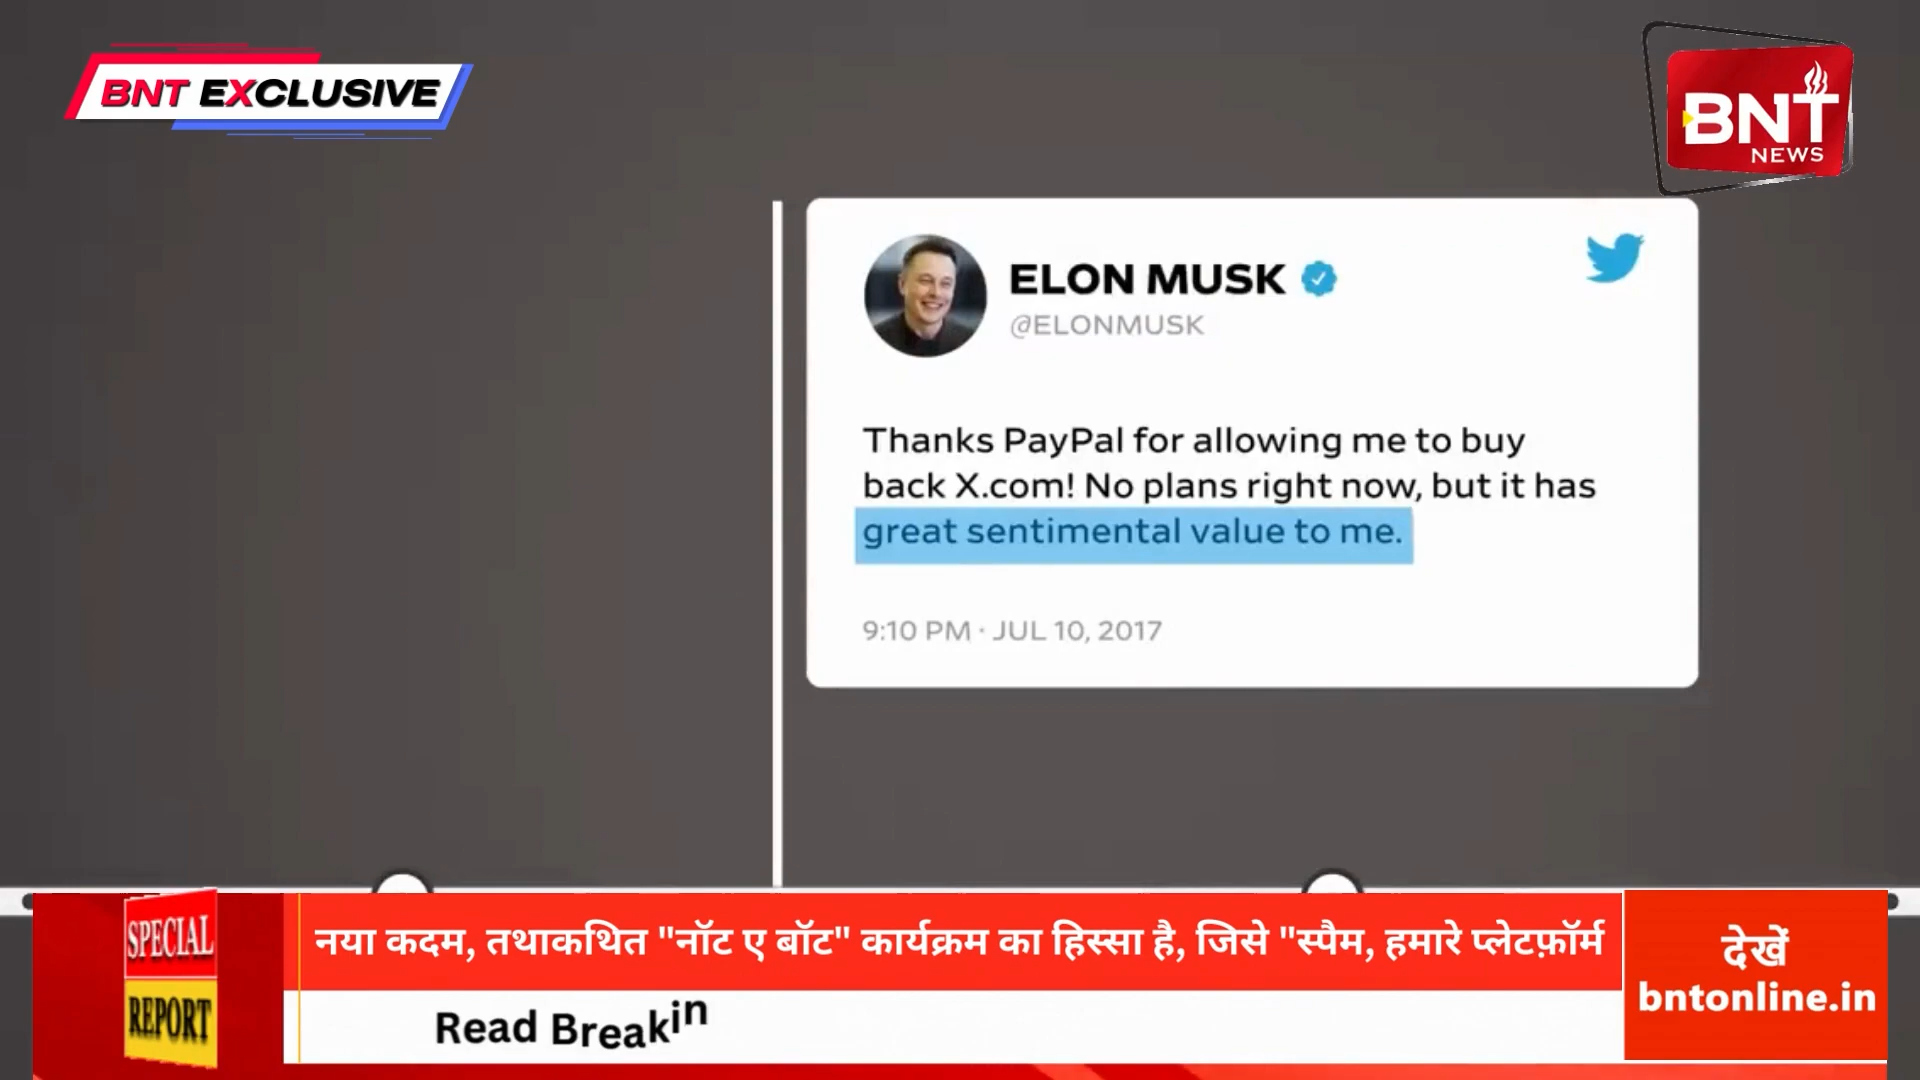 BNT EXCLUSIVE
BNT
NEWS
ELON MUSK
@ELONMUSK
Thanks PayPal for allowing me to buy
back X.com! No plans right now, but it has
great sentimental value to me.
9:10 PM · JUL 10, 2017
SPECIAL
REPORT
नया कदम, तथाकथित "नॉट ए बॉट" कार्यक्रम का हिस्सा है, जिसे "स्पैम, हमारे प्लेटफ़ॉर्म
Read Breakin
देखें
bntonline.in